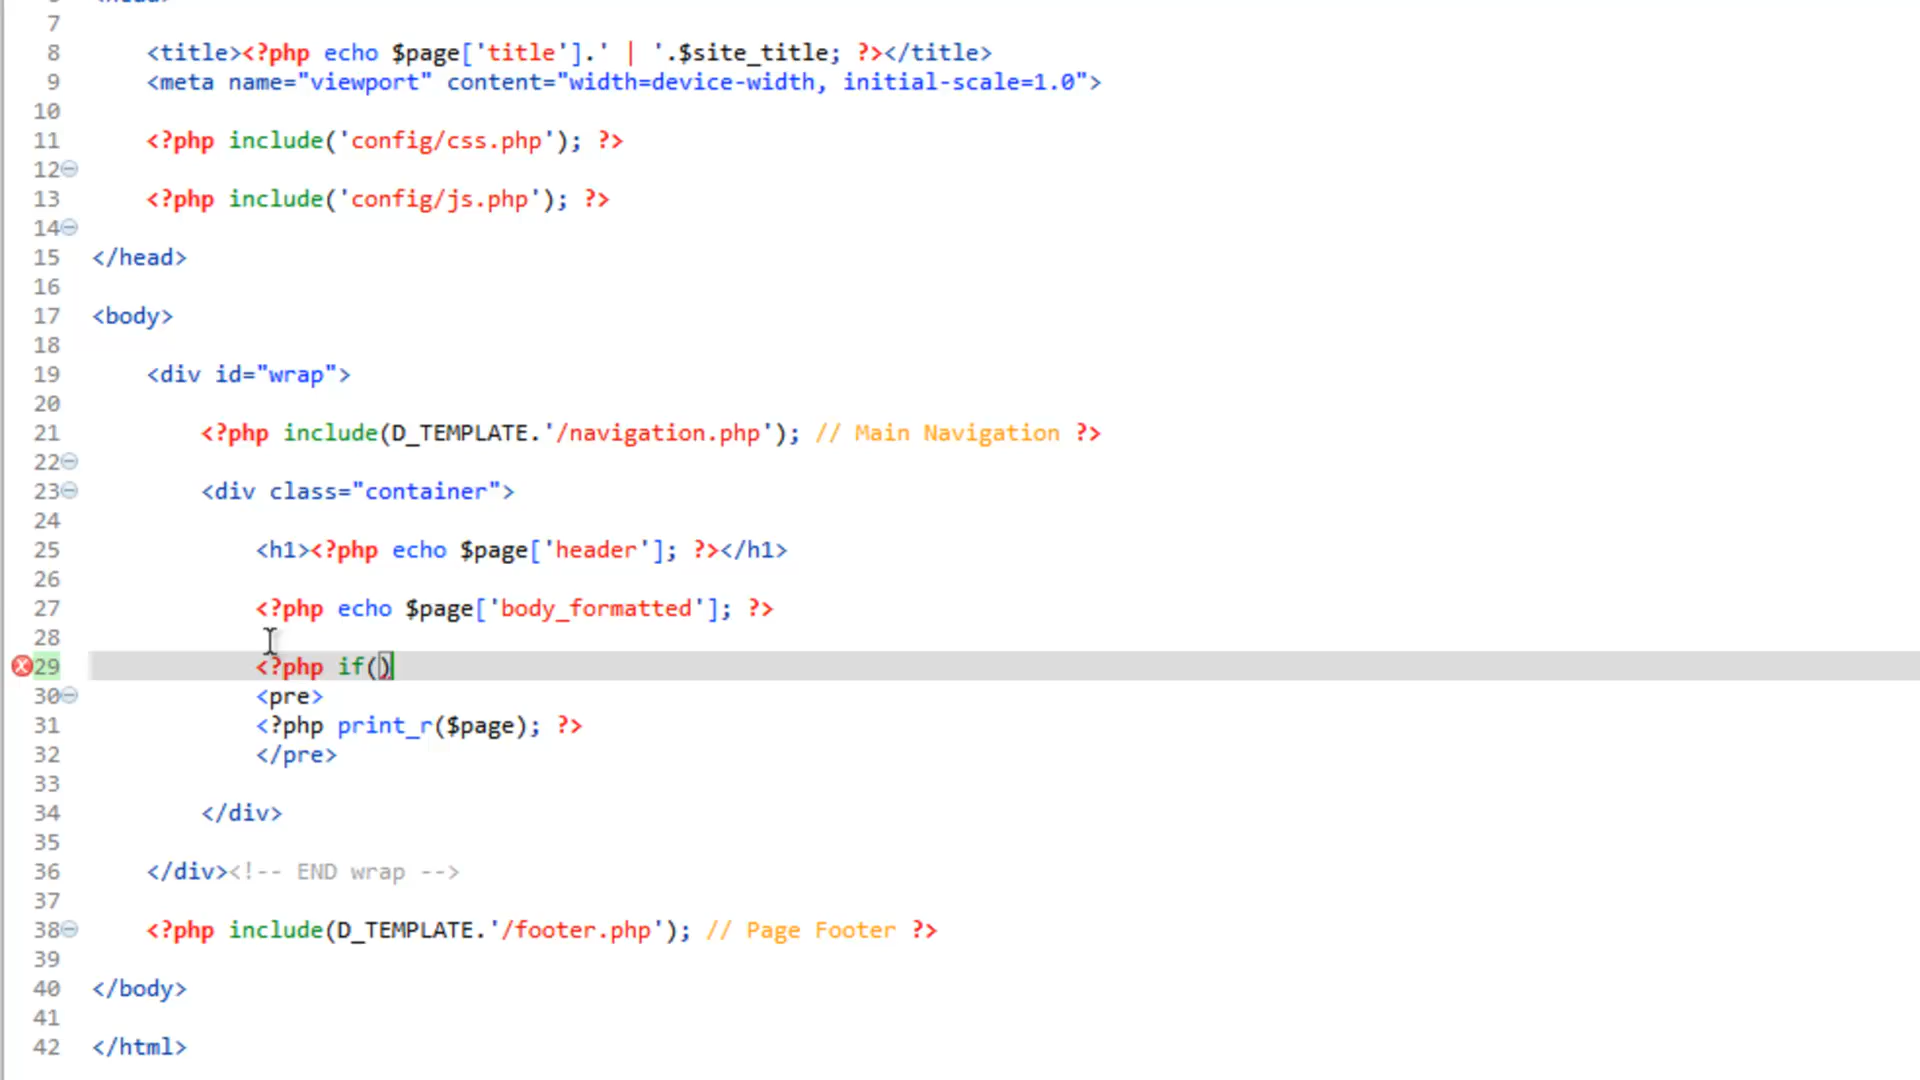 7
8 <title><?php echo $page['title'].' | '.$site_title; ?></title>
9 <meta name="viewport" content="width=device-width, initial-scale=1.0">
10
11 <?php include('config/css.php'); ?>
12
13 <?php include('config/js.php'); ?>
14
15 </head>
16
17 <body>
18
19 <div id="wrap">
20
21 <?php include(D_TEMPLATE.'/navigation.php'); // Main Navigation ?>
22
23 <div class="container">
24
25 <h1><?php echo $page['header']; ?></h1>
26
27 <?php echo $page['body_formatted']; ?>
28
29 <?php if()
30 <pre>
31 <?php print_r($page); ?>
32 </pre>
33
34 </div>
35
36 </div><!-- END wrap -->
37
38 <?php include(D_TEMPLATE.'/footer.php'); // Page Footer ?>
39
40 </body>
41
42 </html>